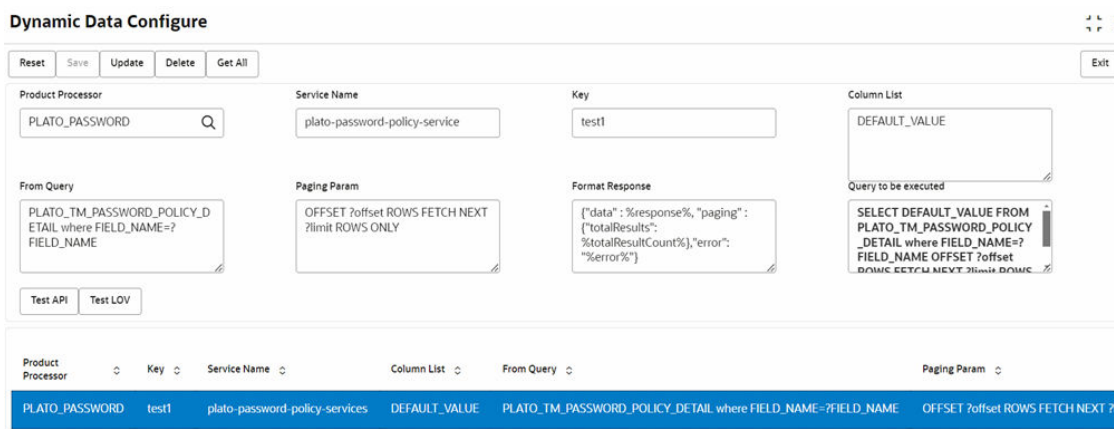 Dynamic Data Configure
Reset Save Update Delete Get All Exit
Product Processor Service Name Key Column List
PLATO_PASSWORD plato-password-policy-service test1 DEFAULT_VALUE
From Query Paging Param Format Response Query to be executed
PLATO_TM_PASSWORD_POLICY_D
ETAIL where FIELD_NAME=?
FIELD_NAME
OFFSET ?offset ROWS FETCH NEXT
?limit ROWS ONLY
{"data" : %response%, "paging" :
{"totalResults":
%totalResultCount%},"error":
"%error%"}
SELECT DEFAULT_VALUE FROM
PLATO_TM_PASSWORD_POLICY
_DETAIL where FIELD_NAME=?
FIELD_NAME OFFSET ?offset
ROWS FETCH NEXT ?limit ROWS
Test API Test LOV
Product
Processor Key Service Name Column List From Query Paging Param
PLATO_PASSWORD test1 plato-password-policy-services DEFAULT_VALUE PLATO_TM_PASSWORD_POLICY_DETAIL where FIELD_NAME=?FIELD_NAME OFFSET ?offset ROWS FETCH NEXT ?